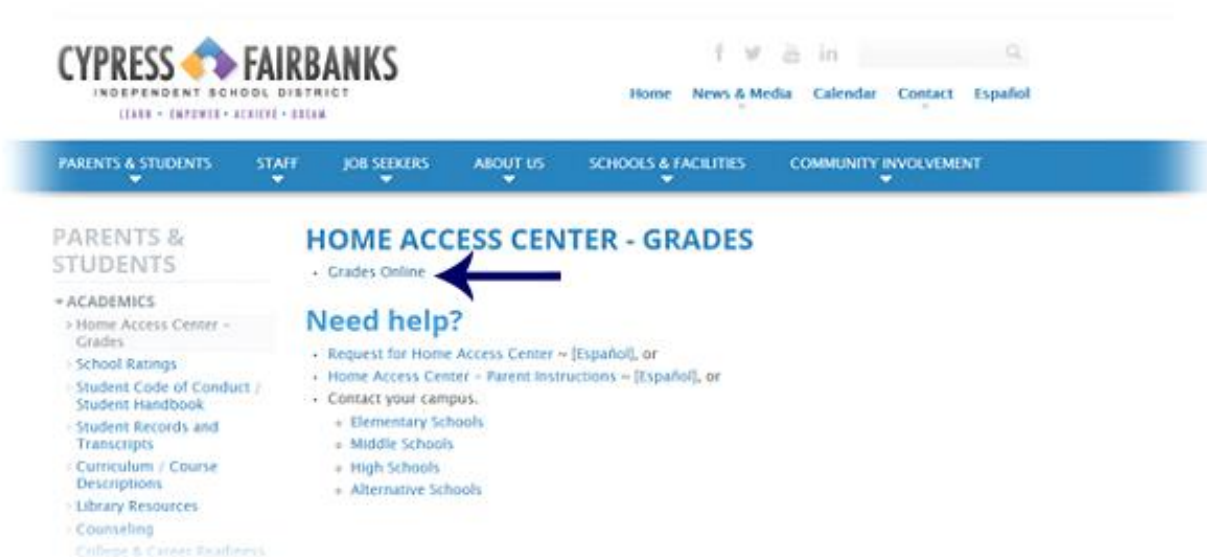 CYPRESS FAIRBANKS
INDEPENDENT SCHOOL DISTRICT
LEARN • EMPOWER • ACHIEVE • DREAM
Home News & Media Calendar Contact Español
PARENTS & STUDENTS STAFF JOB SEEKERS ABOUT US SCHOOLS & FACILITIES COMMUNITY INVOLVEMENT
PARENTS &
STUDENTS
ACADEMICS
> Home Access Center -
Grades
School Ratings
Student Code of Conduct /
Student Handbook
Student Records and
Transcripts
Curriculum / Course
Descriptions
Library Resources
Counseling
College & Career Readiness
HOME ACCESS CENTER - GRADES
• Grades Online
Need help?
• Request for Home Access Center ~ [Español], or
• Home Access Center - Parent Instructions ~ [Español], or
• Contact your campus.
Elementary Schools
Middle Schools
High Schools
Alternative Schools